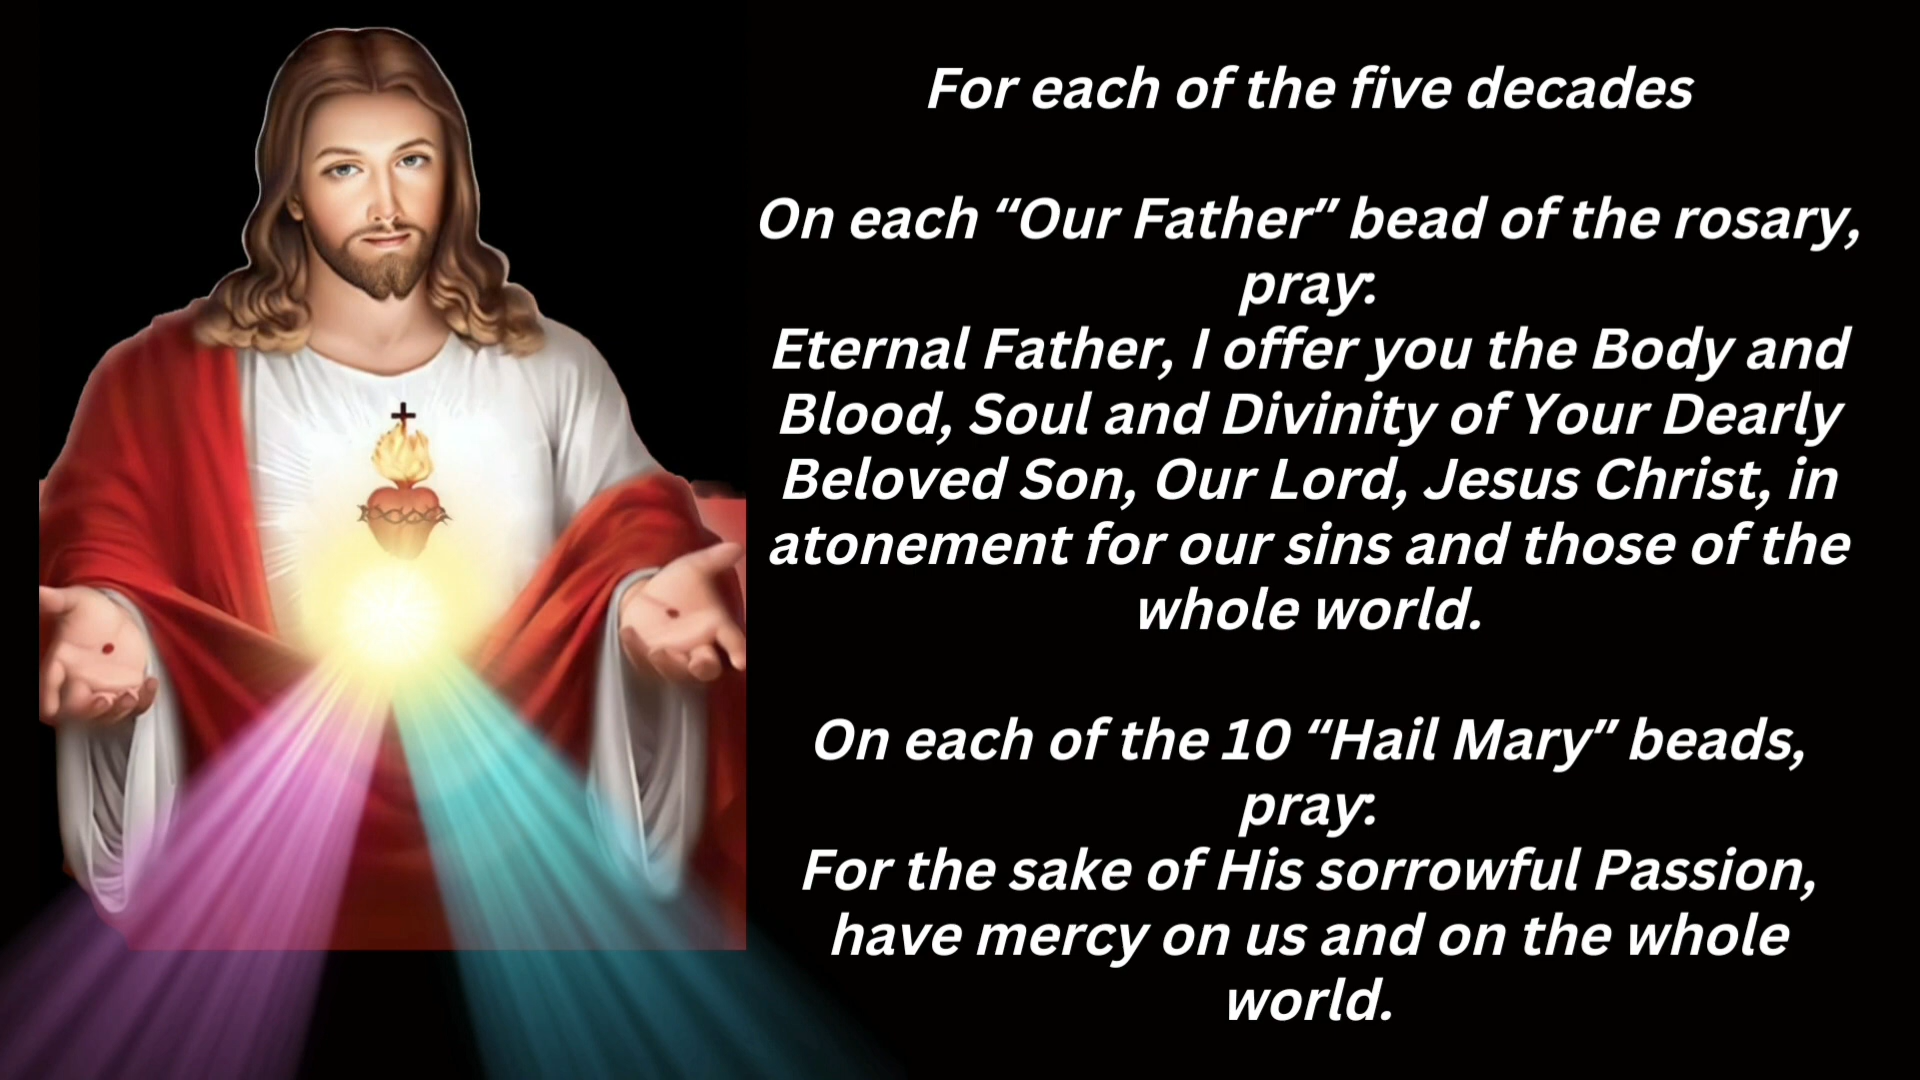 For each of the five decades
On each “Our Father” bead of the rosary,
pray:
Eternal Father, I offer you the Body and
Blood, Soul and Divinity of Your Dearly
Beloved Son, Our Lord, Jesus Christ, in
atonement for our sins and those of the
whole world.
On each of the 10 “Hail Mary” beads,
pray:
For the sake of His sorrowful Passion,
have mercy on us and on the whole
world.